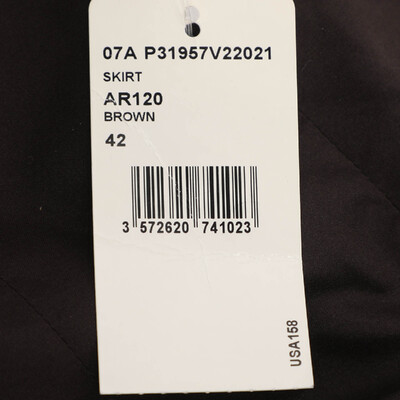 07A P31957V22021
SKIRT
AR120
BROWN
42
3 572620 741023
USA158